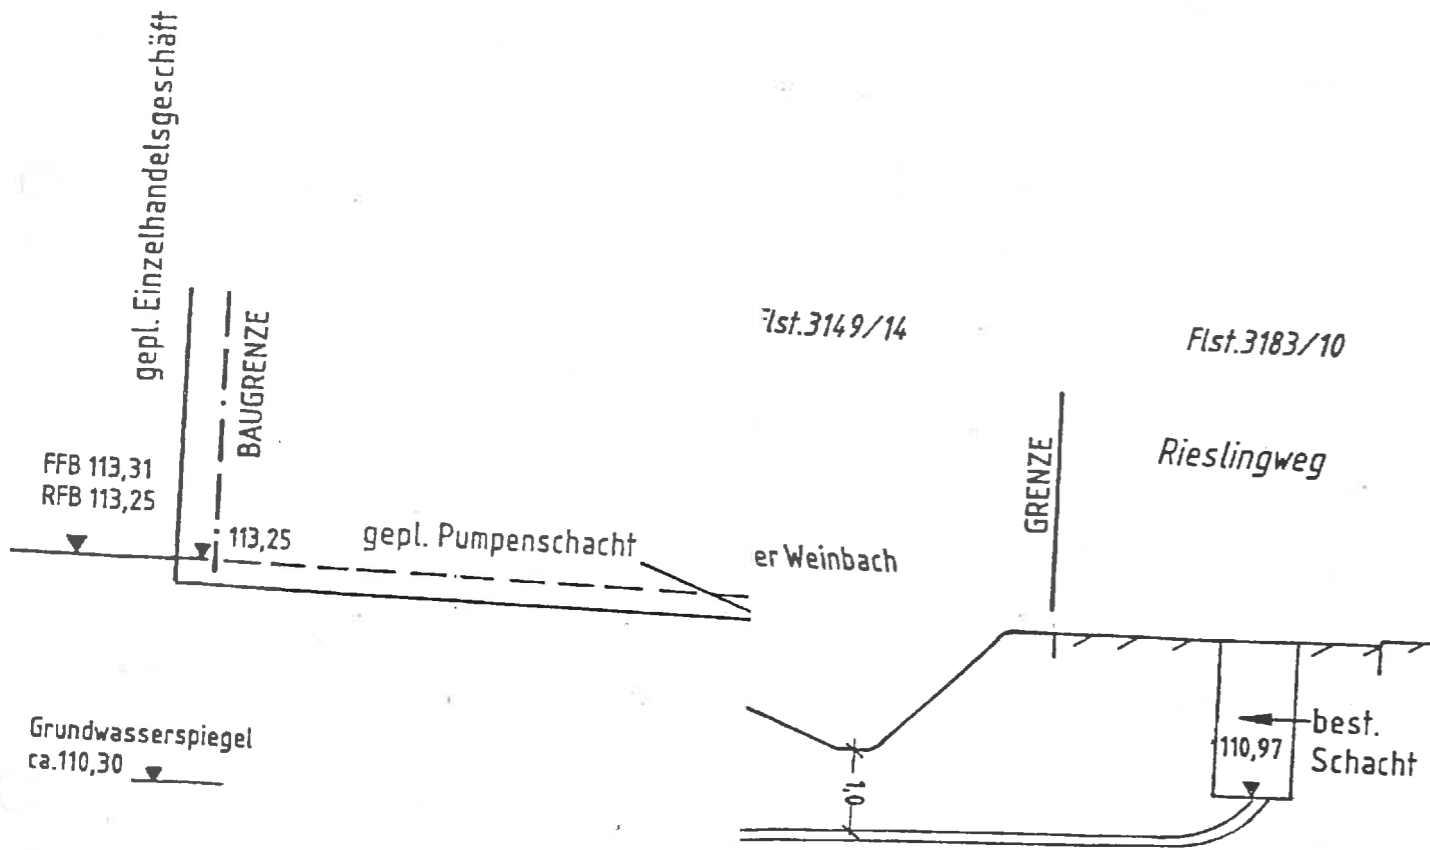 gepl. Einzelhandelsgeschäft
BAUGRENZE
FFB 113,31
RFB 113,25
113,25
gepl. Pumpenschacht
Grundwasserspiegel
ca.110,30
lst.3149/14
Flst.3183/10
GRENZE
Rieslingweg
er Weinbach
1,0
110,97
best.
Schacht